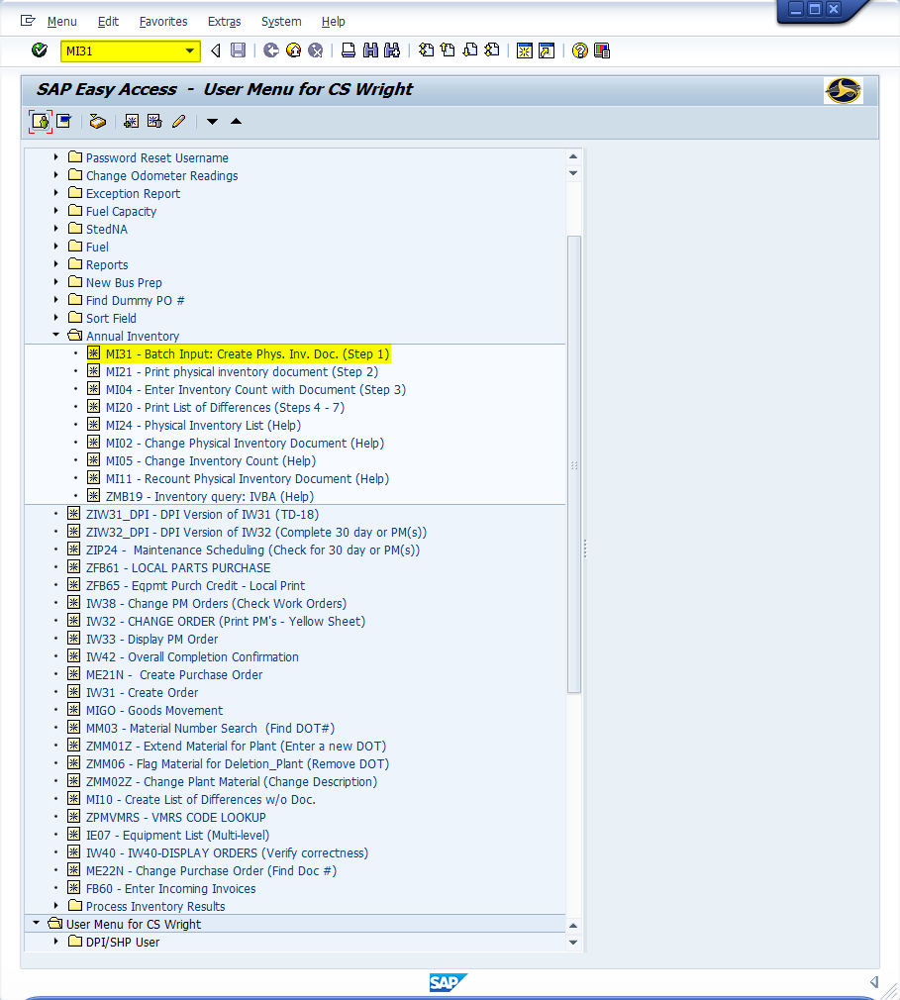 Menu Edit Favorites Extras System Help
MI31
SAP Easy Access - User Menu for CS Wright
Password Reset Username
Change Odometer Readings
Exception Report
Fuel Capacity
StedNA
Fuel
Reports
New Bus Prep
Find Dummy PO #
Sort Field
Annual Inventory
MI31 - Batch Input: Create Phys. Inv. Doc. (Step 1)
MI21 - Print physical inventory document (Step 2)
MI04 - Enter Inventory Count with Document (Step 3)
MI20 - Print List of Differences (Steps 4 - 7)
MI24 - Physical Inventory List (Help)
MI02 - Change Physical Inventory Document (Help)
MI05 - Change Inventory Count (Help)
MI11 - Recount Physical Inventory Document (Help)
ZMB19 - Inventory query: IVBA (Help)
ZIW31_DPI - DPI Version of IW31 (TD-18)
ZIW32_DPI - DPI Version of IW32 (Complete 30 day or PM(s))
ZIP24 -  Maintenance Scheduling (Check for 30 day or PM(s))
ZFB61 - LOCAL PARTS PURCHASE
ZFB65 - Eqpmt Purch Credit - Local Print
IW38 - Change PM Orders (Check Work Orders)
IW32 - CHANGE ORDER (Print PM's - Yellow Sheet)
IW33 - Display PM Order
IW42 - Overall Completion Confirmation
ME21N -  Create Purchase Order
IW31 - Create Order
MIGO - Goods Movement
MM03 - Material Number Search  (Find DOT#)
ZMM01Z - Extend Material for Plant (Enter a new DOT)
ZMM06 - Flag Material for Deletion_Plant (Remove DOT)
ZMM02Z - Change Plant Material (Change Description)
MI10 - Create List of Differences w/o Doc.
ZPMVMRS - VMRS CODE LOOKUP
IE07 - Equipment List (Multi-level)
IW40 - IW40-DISPLAY ORDERS (Verify correctness)
ME22N - Change Purchase Order (Find Doc #)
FB60 - Enter Incoming Invoices
Process Inventory Results
User Menu for CS Wright
DPI/SHP User
SAP